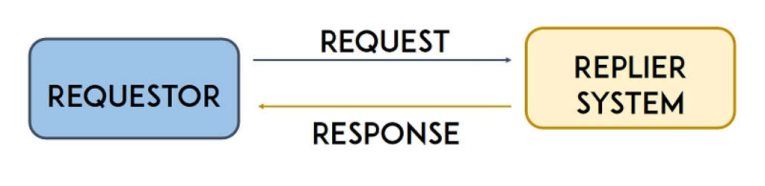 REQUESTOR
REQUEST
RESPONSE
REPLIER
SYSTEM